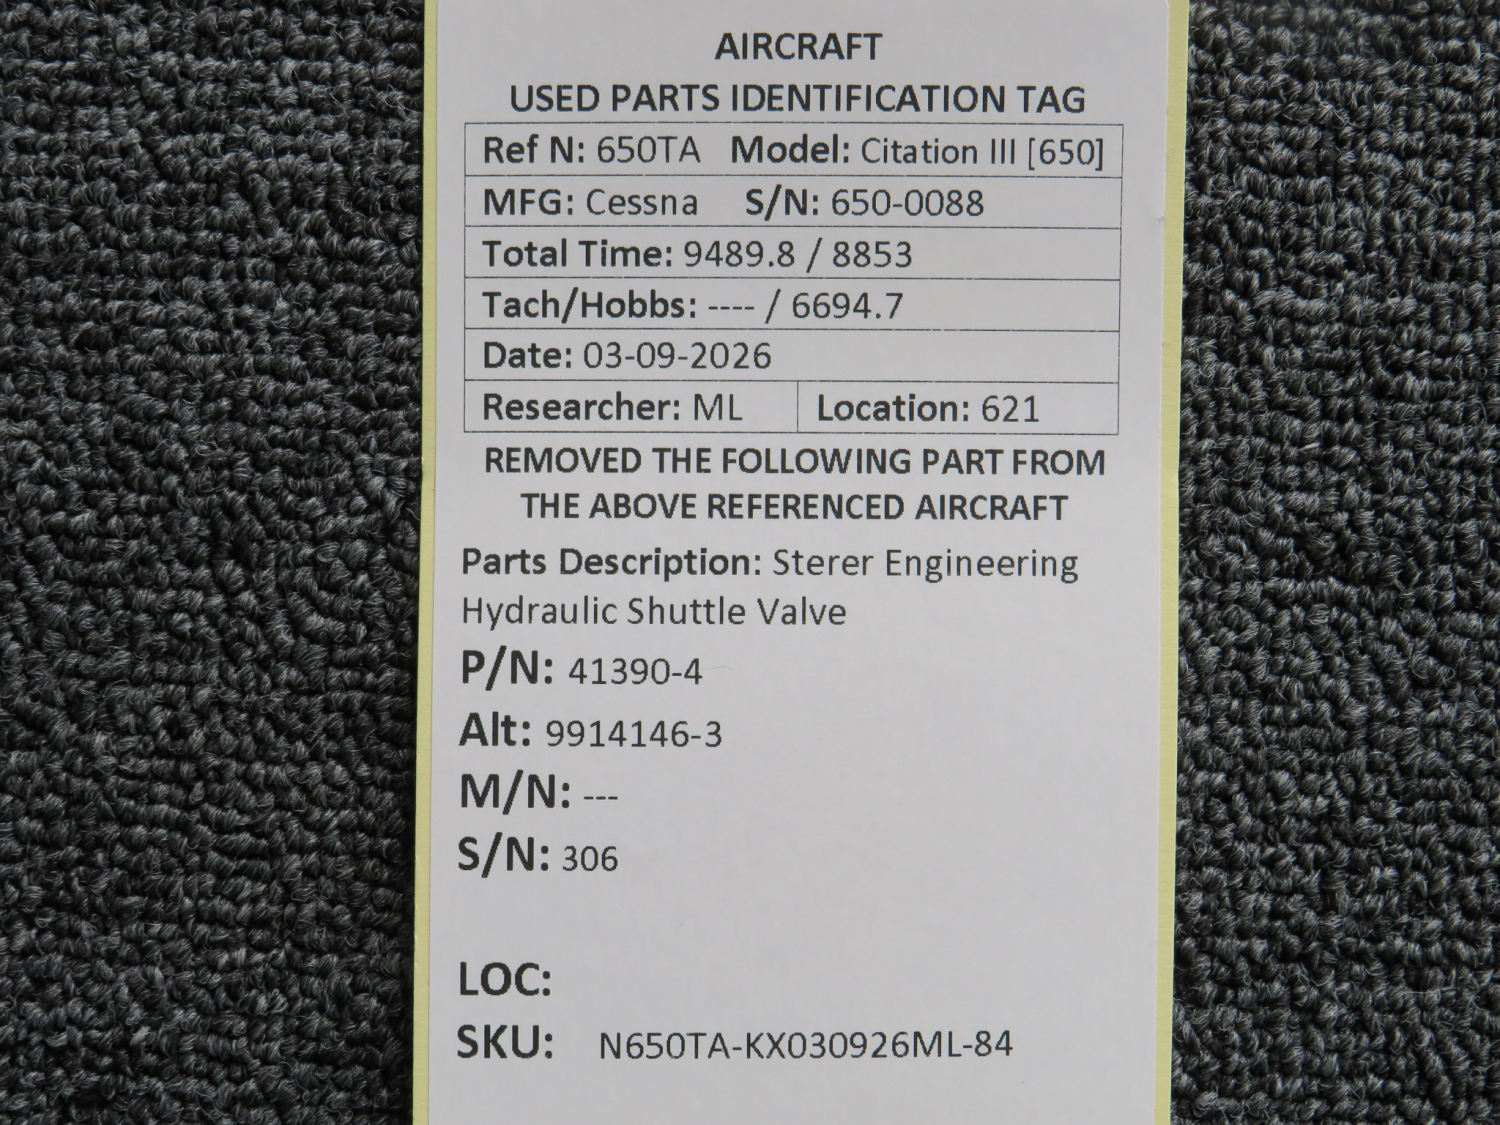 AIRCRAFT
USED PARTS IDENTIFICATION TAG
Ref N: 650TA Model: Citation III [650]
MFG: Cessna S/N: 650-0088
Total Time: 9489.8 / 8853
Tach/Hobbs: ---- / 6694.7
Date: 03-09-2026
Researcher: ML Location: 621
REMOVED THE FOLLOWING PART FROM
THE ABOVE REFERENCED AIRCRAFT
Parts Description: Sterer Engineering
Hydraulic Shuttle Valve
P/N: 41390-4
Alt: 9914146-3
M/N: ---
S/N: 306
LOC:
SKU: N650TA-KX030926ML-84